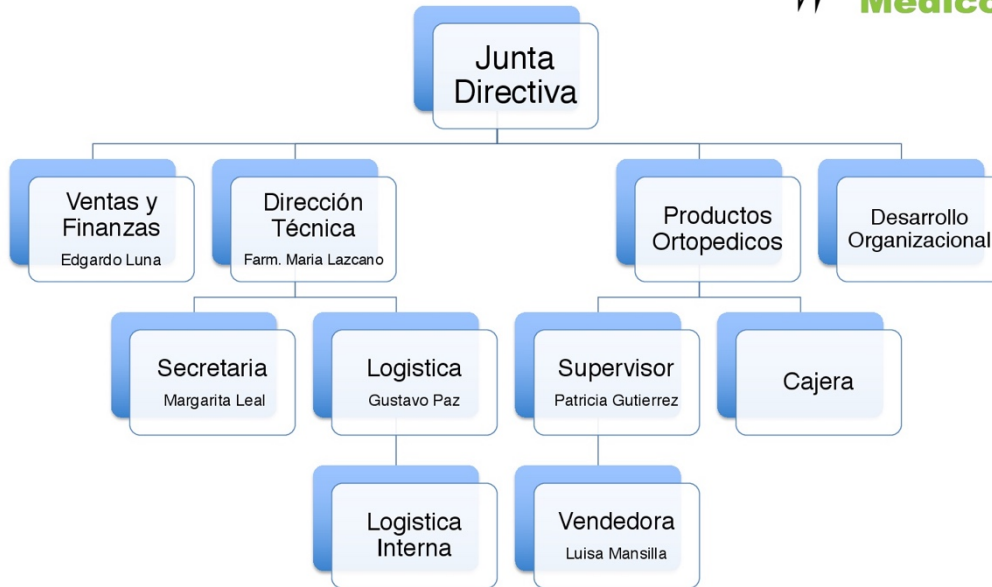 Medico
Junta
Directiva
Ventas y
Finanzas
Edgardo Luna
Dirección
Técnica
Farm. Maria Lazcano
Productos
Ortopedicos
Desarrollo
Organizacional
Secretaria
Margarita Leal
Logistica
Gustavo Paz
Supervisor
Patricia Gutierrez
Cajera
Logistica
Interna
Vendedora
Luisa Mansilla